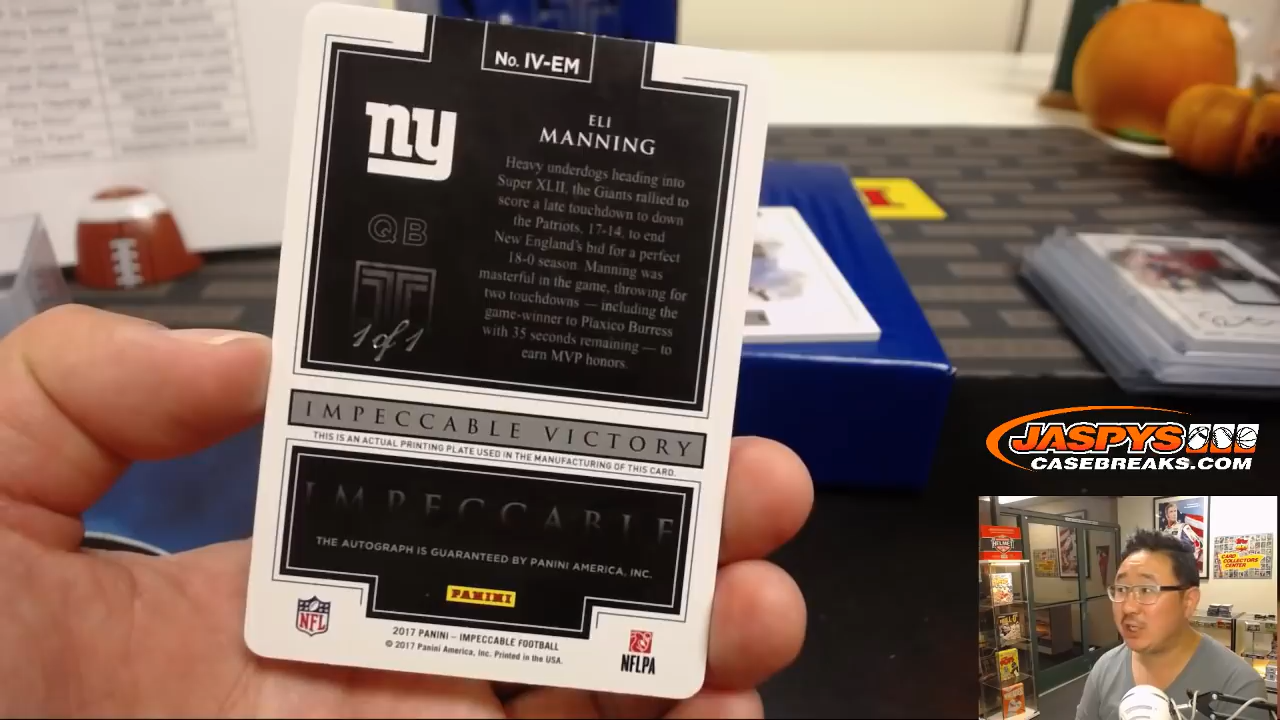 No. IV-EM
ny
ELI
MANNING
QB
1 of 1
Heavy underdogs heading into
Super XLII, the Giants rallied to
score a late touchdown to down
the Patriots, 17-14, to end
New England's bid for a perfect
18-0 season. Manning was
masterful in the game, throwing for
two touchdowns — including the
game-winner to Plaxico Burress
with 35 seconds remaining — to
earn MVP honors.
IMPECCABLE VICTORY
THIS IS AN ACTUAL PRINTING PLATE USED IN THE MANUFACTURING OF THIS CARD.
IMPECCABLE
THE AUTOGRAPH IS GUARANTEED BY PANINI AMERICA, INC.
PANINI
NFL
2017 PANINI – IMPECCABLE FOOTBALL
© 2017 Panini America, Inc. Printed in the USA.
NFLPA
JASPYS
CASEBREAKS.COM
CARD
COLLECTORS
CENTER